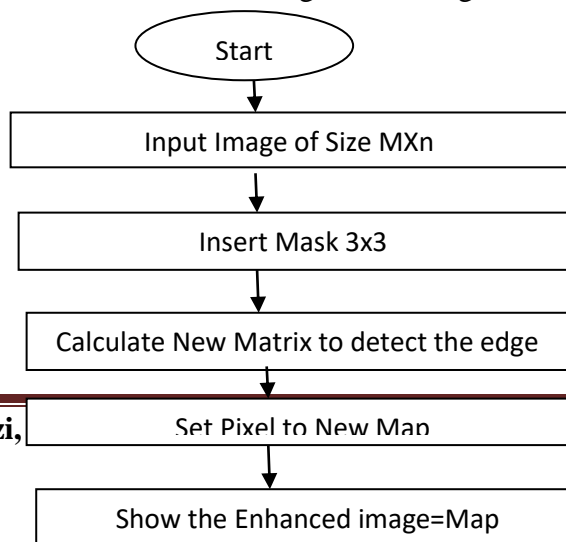 Start
Input Image of Size MXn
Insert Mask 3x3
Calculate New Matrix to detect the edge
zi,
Set Pixel to New Map
Show the Enhanced image=Map